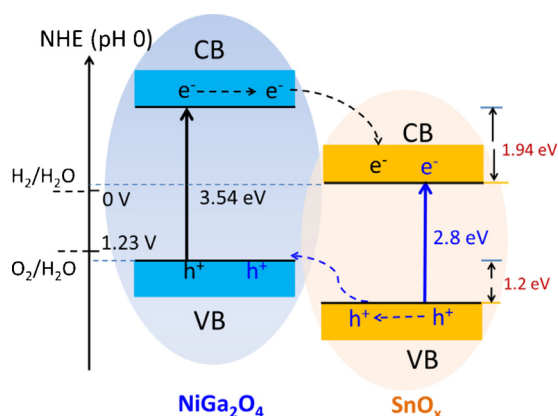 NHE (pH 0)
CB
e⁻ e⁻
CB
e⁻ e⁻
1.94 eV
H₂/H₂O
0 V
3.54 eV
1.23 V
2.8 eV
O₂/H₂O
h⁺ h⁺
1.2 eV
VB
h⁺ h⁺
VB
NiGa₂O₄
SnOₓ